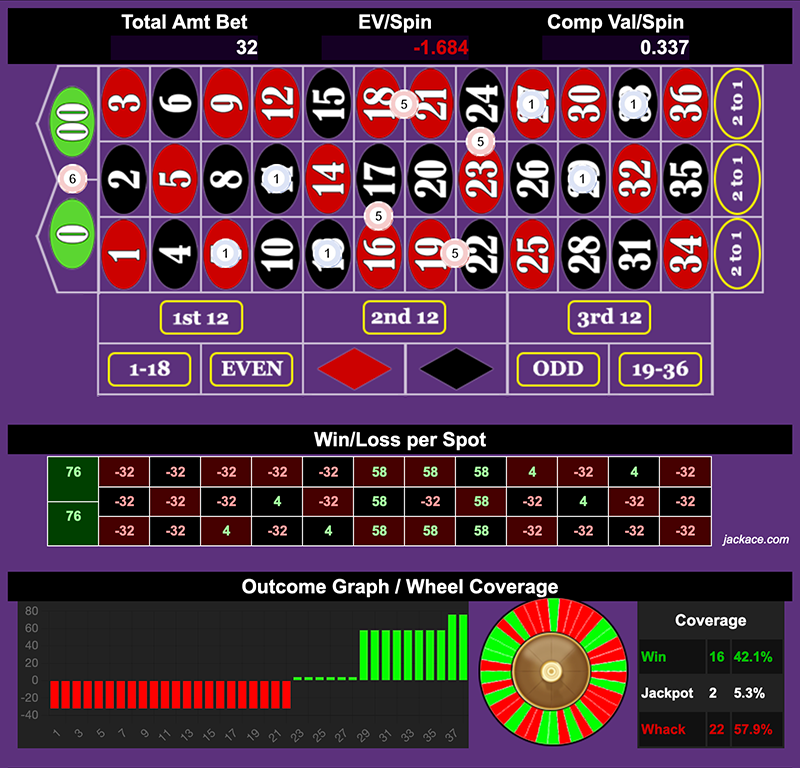 Total Amt Bet EV/Spin Comp Val/Spin
32 -1.684 0.337
00 3 6 9 12 15 18 5 21 24 1 30 1 36 2 to 1
5
6 2 5 8 1 14 17 20 23 26 1 32 35 2 to 1
5
0 1 4 1 10 1 16 19 5 22 25 28 31 34 2 to 1
1st 12 2nd 12 3rd 12
1-18 EVEN ODD 19-36
Win/Loss per Spot
76 -32 -32 -32 -32 -32 58 58 58 4 -32 4 -32
-32 -32 -32 4 -32 58 -32 58 -32 4 -32 -32
76 -32 -32 4 -32 4 58 58 58 -32 -32 -32 -32
jackace.com
Outcome Graph / Wheel Coverage
80
60
40
20
0
-20
-40
1 3 5 7 9 11 13 15 17 19 21 23 25 27 29 31 33 35 37
Coverage
Win 16 42.1%
Jackpot 2 5.3%
Whack 22 57.9%